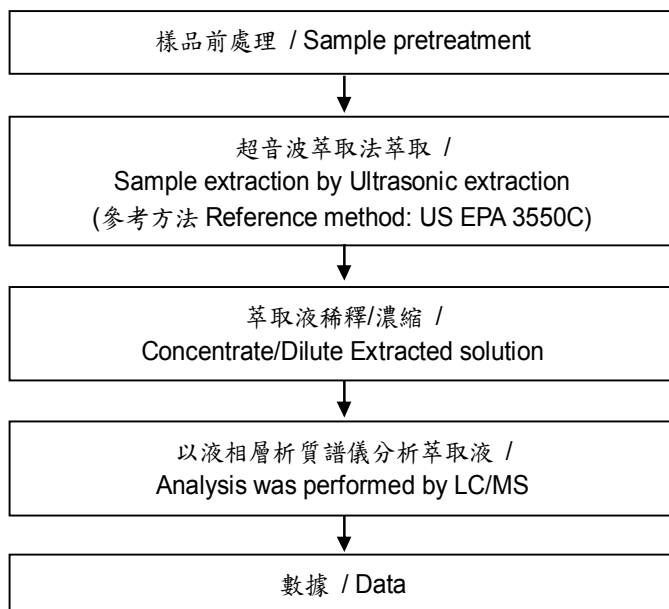 樣品前處理 / Sample pretreatment
超音波萃取法萃取 /
Sample extraction by Ultrasonic extraction
(參考方法 Reference method: US EPA 3550C)
萃取液稀釋/濃縮 /
Concentrate/Dilute Extracted solution
以液相層析質譜儀分析萃取液 /
Analysis was performed by LC/MS
數據 / Data